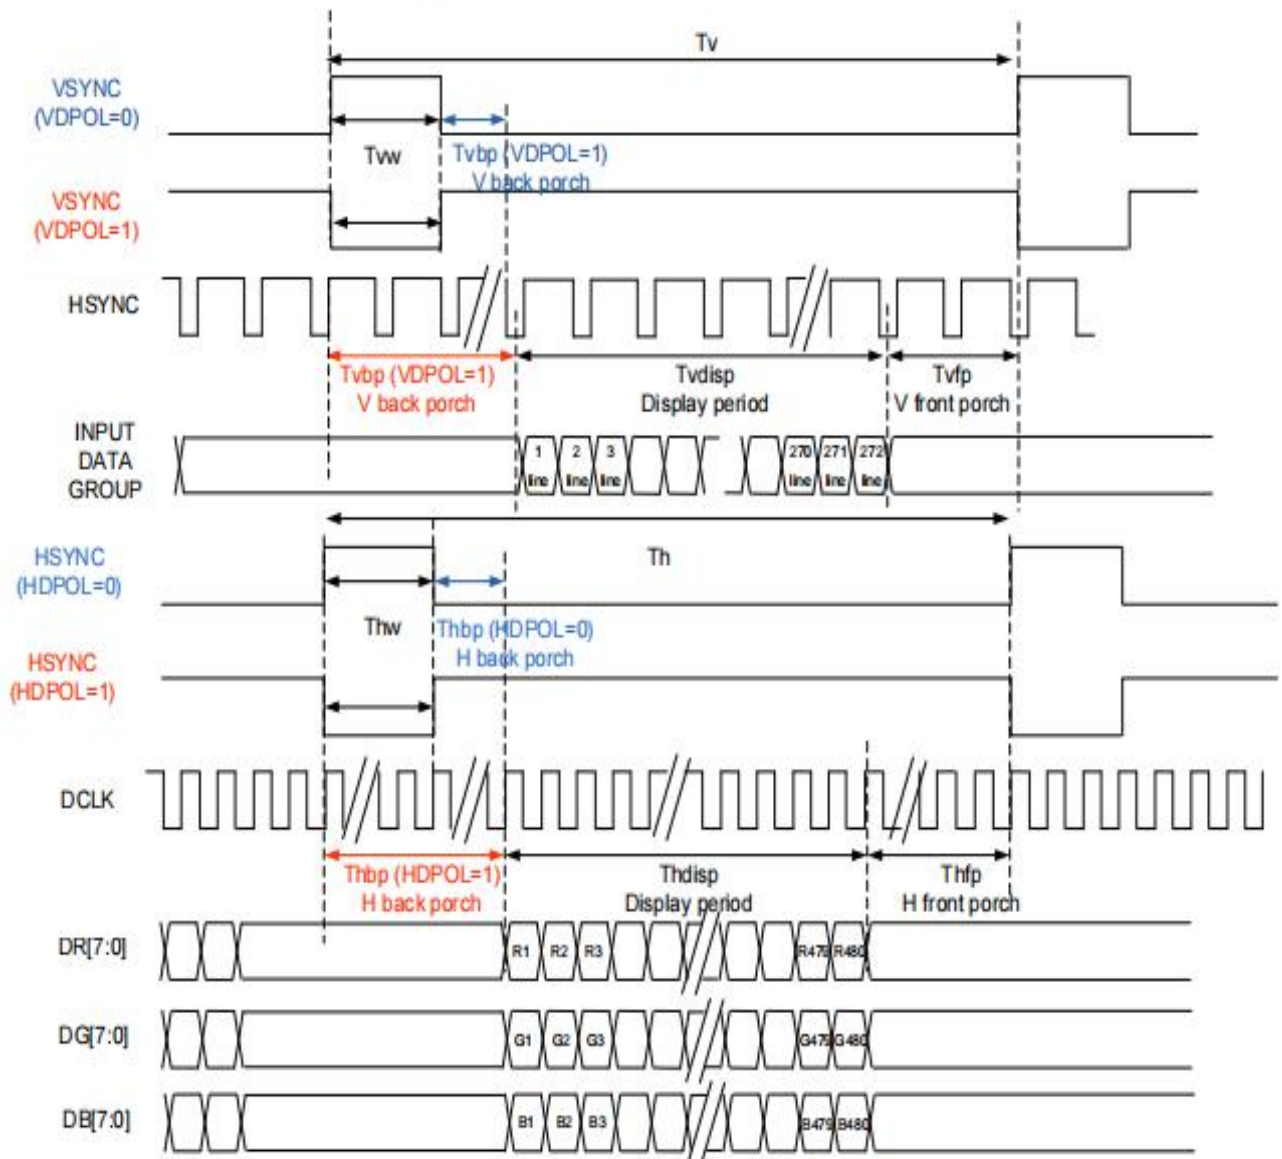 Tv
VSYNC
(VDPOL=0)
Tvw
Tvbp (VDPOL=1)
V back porch
VSYNC
(VDPOL=1)
HSYNC
Tvbp (VDPOL=1)
V back porch
Tvdisp
Display period
Tvfp
V front porch
INPUT
DATA
GROUP
1
line
2
line
3
line
270
line
271
line
272
line
HSYNC
(HDPOL=0)
Th
Thw
Thbp (HDPOL=0)
H back porch
HSYNC
(HDPOL=1)
DCLK
Thbp (HDPOL=1)
H back porch
Thdisp
Display period
Thfp
H front porch
DR[7:0]
R1 R2 R3 R479 R480
DG[7:0]
G1 G2 G3 G479 G480
DB[7:0]
B1 B2 B3 B479 B480